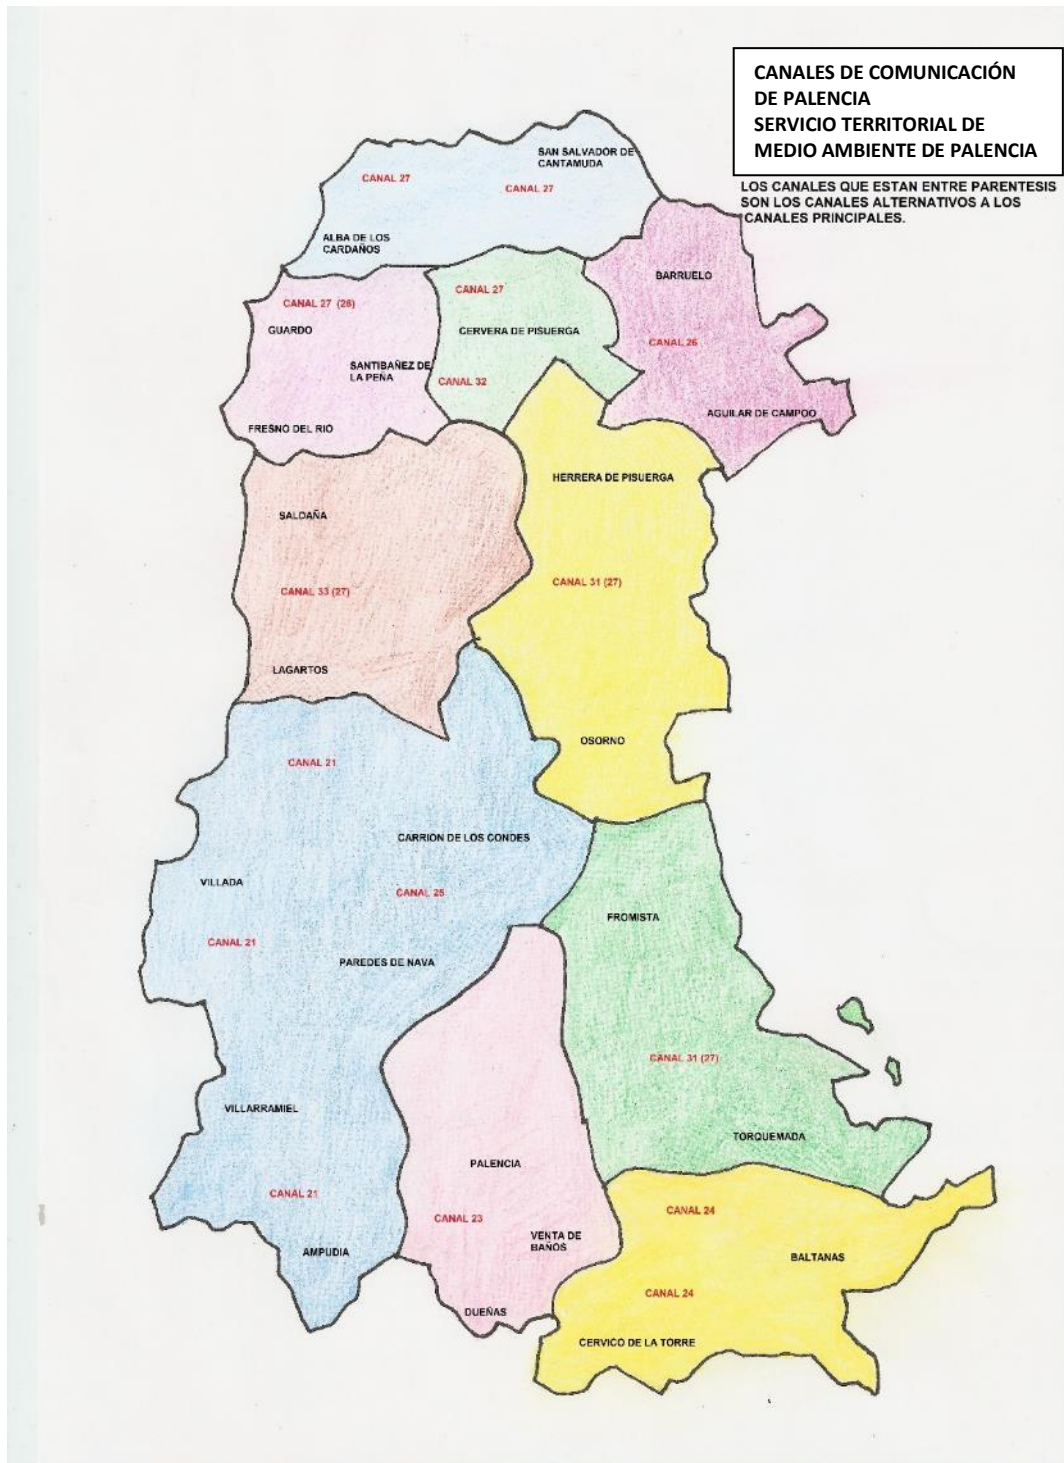 CANALES DE COMUNICACIÓN
DE PALENCIA
SERVICIO TERRITORIAL DE
MEDIO AMBIENTE DE PALENCIA
LOS CANALES QUE ESTAN ENTRE PARENTESIS
SON LOS CANALES ALTERNATIVOS A LOS
CANALES PRINCIPALES.
SAN SALVADOR DE
CANTAMUDA
CANAL 27
CANAL 27
ALBA DE LOS
CARDAÑOS
BARRUELO
CANAL 27 (26)
CANAL 27
GUARDO
CERVERA DE PISUERGA
CANAL 26
SANTIBAÑEZ DE
LA PEÑA
CANAL 32
AGUILAR DE CAMPOO
FRESNO DEL RIO
HERRERA DE PISUERGA
SALDAÑA
CANAL 33 (27)
CANAL 31 (27)
LAGARTOS
OSORNO
CANAL 21
CARRION DE LOS CONDES
VILLADA
CANAL 25
FROMISTA
CANAL 21
PAREDES DE NAVA
CANAL 31 (27)
VILLARRAMIEL
TORQUEMADA
PALENCIA
CANAL 21
CANAL 23
CANAL 24
VENTA DE
BAÑOS
AMPUDIA
BALTANAS
CANAL 24
DUEÑAS
CERVICO DE LA TORRE